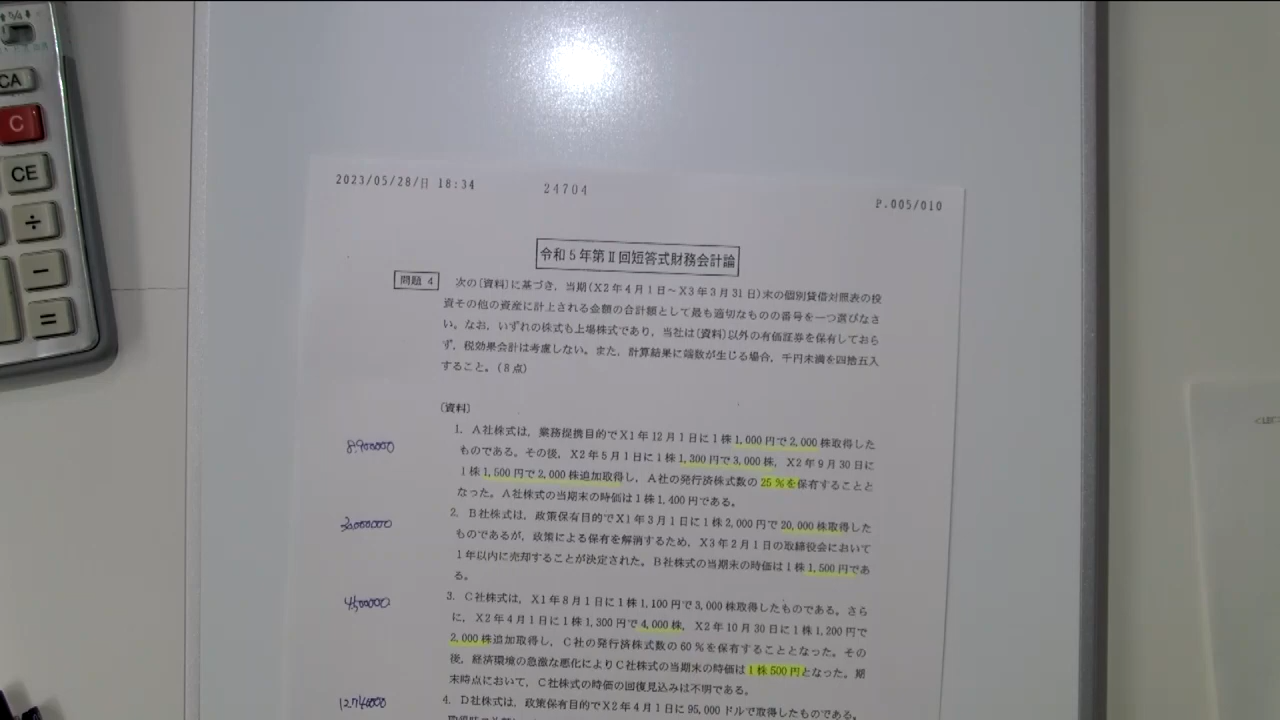 CA
C
CE
÷
−
=
2023/05/28/日 18:34 24704 P.005/010
令和5年第Ⅱ回短答式財務会計論
問題 4 次の〔資料〕に基づき、当期(X2年4月1日~X3年3月31日)末の個別貸借対照表の投
資その他の資産に計上される金額の合計額として最も適切なものの番号を一つ選びなさ
い。なお、いずれの株式も上場株式であり、当社は〔資料〕以外の有価証券を保有しておら
ず、税効果会計は考慮しない。また、計算結果に端数が生じる場合、千円未満を四捨五入
すること。(8点)
〔資料〕
1. A社株式は、業務提携目的でX1年12月1日に1株1,000円で2,000株取得した
ものである。その後、X2年5月1日に1株1,300円で3,000株、X2年9月30日に
1株1,500円で2,000株追加取得し、A社の発行済株式数の25%を保有することと
なった。A社株式の当期末の時価は1株1,400円である。
8,900000
2. B社株式は、政策保有目的でX1年3月1日に1株2,000円で20,000株取得した
ものであるが、政策による保有を解消するため、X3年2月1日の取締役会において
1年以内に売却することが決定された。B社株式の当期末の時価は1株1,500円であ
る。
30,000000
3. C社株式は、X1年8月1日に1株1,100円で3,000株取得したものである。さら
に、X2年4月1日に1株1,300円で4,000株、X2年10月30日に1株1,200円で
2,000株追加取得し、C社の発行済株式数の60%を保有することとなった。その
後、経済環境の急激な悪化によりC社株式の当期末の時価は1株500円となった。期
末時点において、C社株式の時価の回復見込みは不明である。
4,500000
4. D社株式は、政策保有目的でX2年4月1日に95,000ドルで取得したものである。